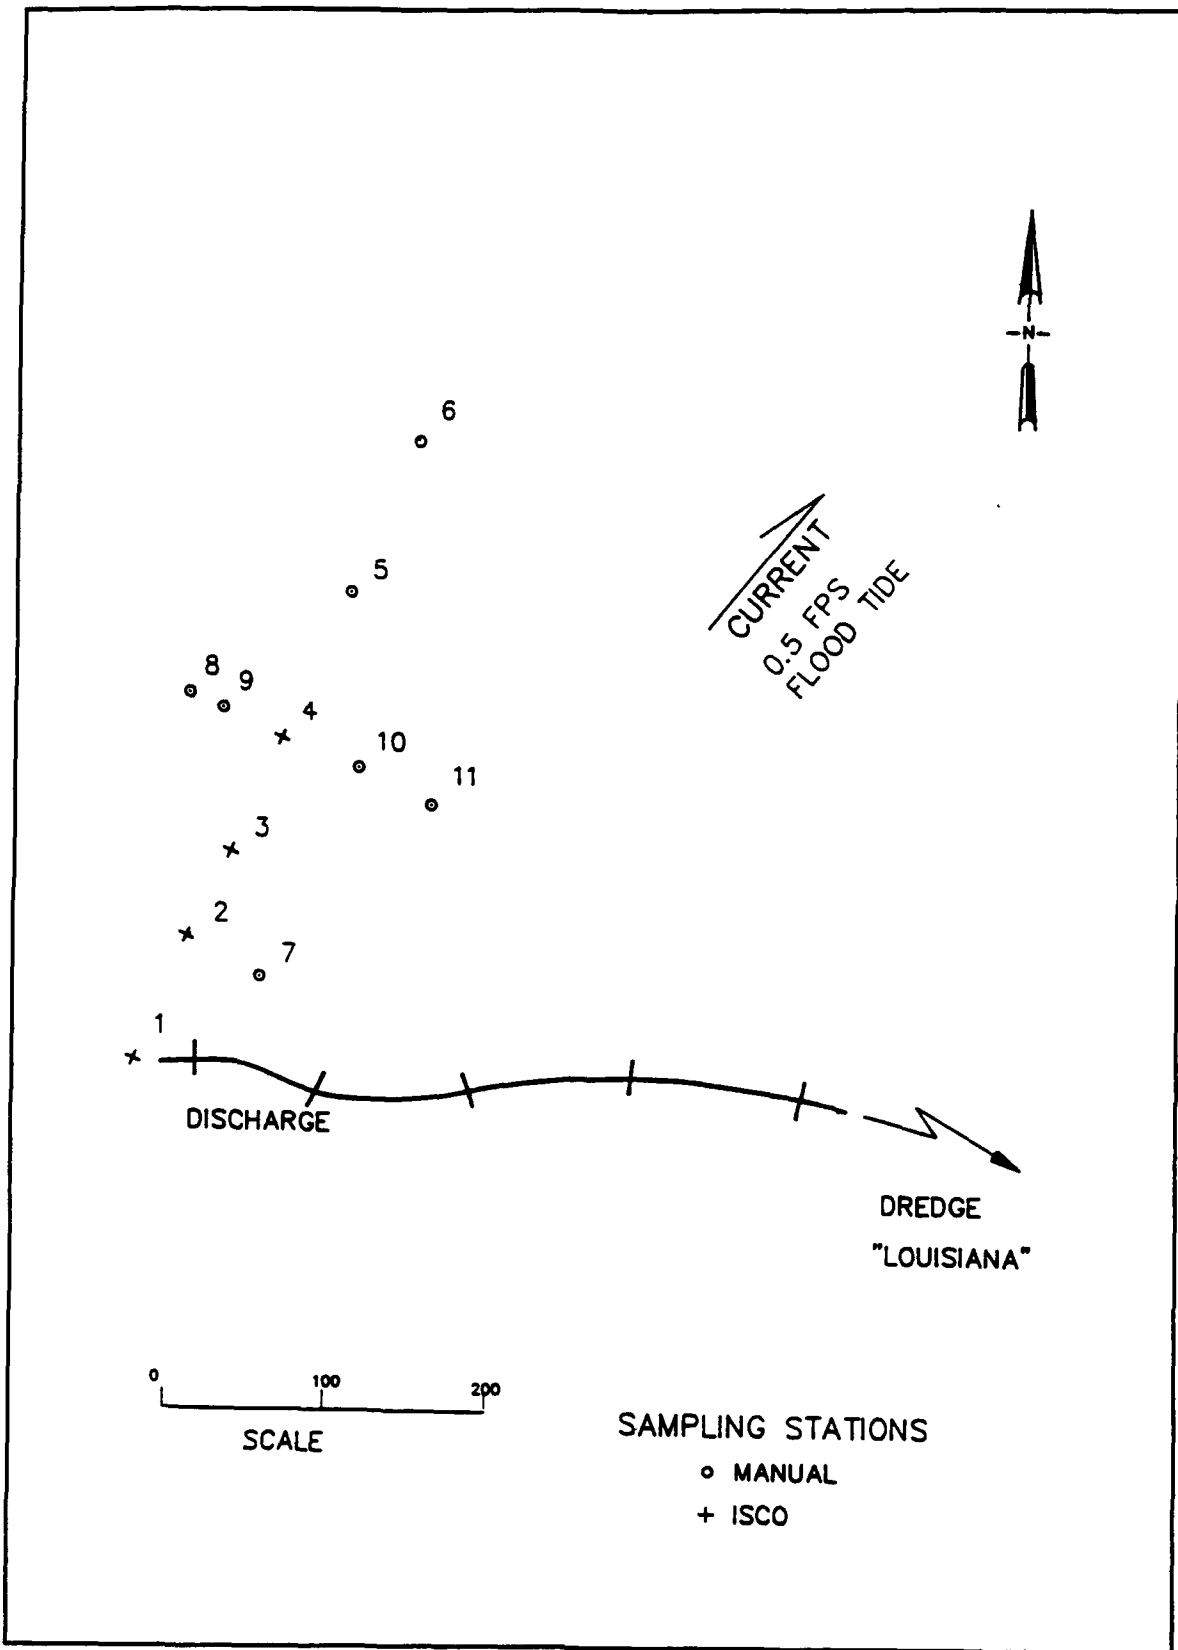 -N-
6
CURRENT
0.5 FPS
FLOOD TIDE
5
8
9
4
10
11
3
2
7
1
DISCHARGE
DREDGE
"LOUISIANA"
0 100 200
SCALE
SAMPLING STATIONS
MANUAL
+ ISCO